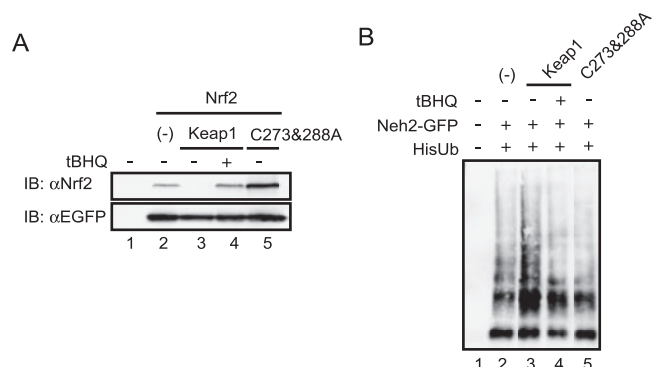 A
Nrf2
(-) Keap1 C273&288A
tBHQ - - + -
IB: αNrf2
IB: αEGFP
1 2 3 4 5
B
(-) Keap1 C273&288A
tBHQ - - - + -
Neh2-GFP - + + + +
HisUb - + + + +
1 2 3 4 5